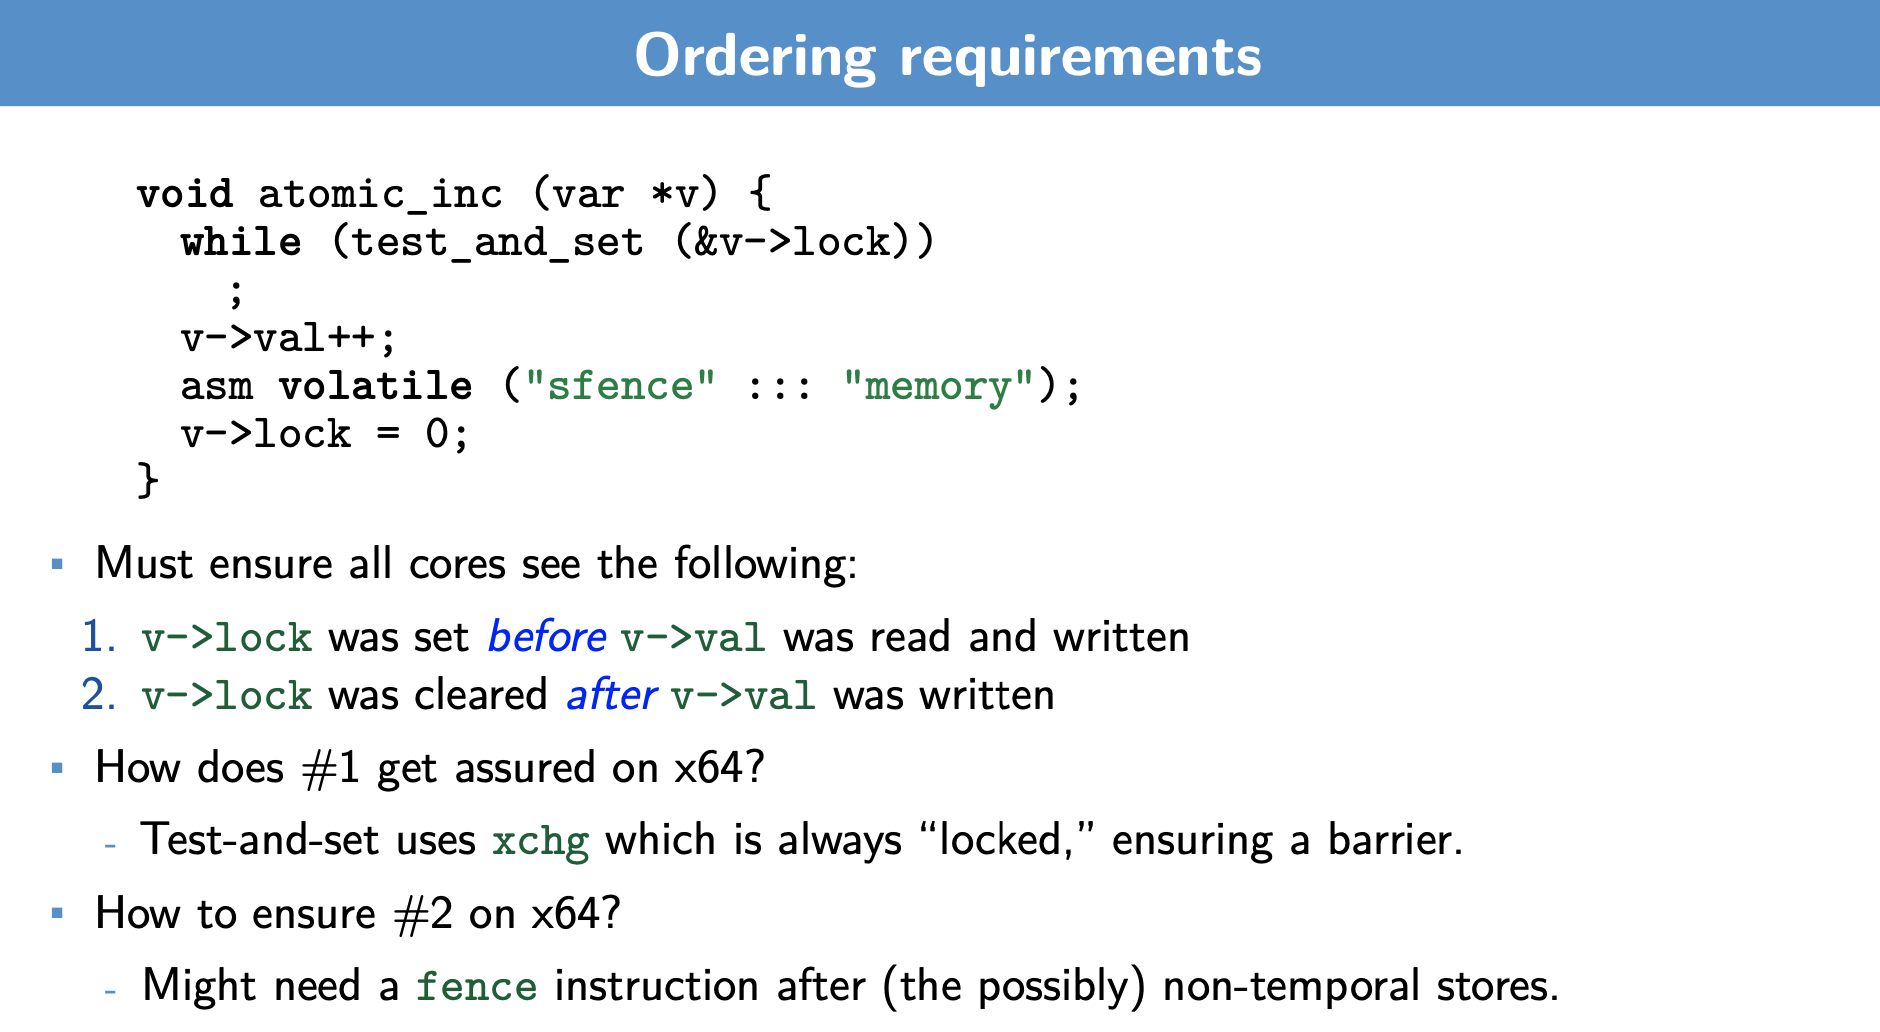 Ordering requirements
void atomic_inc (var *v) {
while (test_and_set (&v->lock))
;
v->val++;
asm volatile ("sfence" ::: "memory");
v->lock = 0;
}
▪ Must ensure all cores see the following:
1. v->lock was set before v->val was read and written
2. v->lock was cleared after v->val was written
▪ How does #1 get assured on x64?
- Test-and-set uses xchg which is always “locked,” ensuring a barrier.
▪ How to ensure #2 on x64?
- Might need a fence instruction after (the possibly) non-temporal stores.